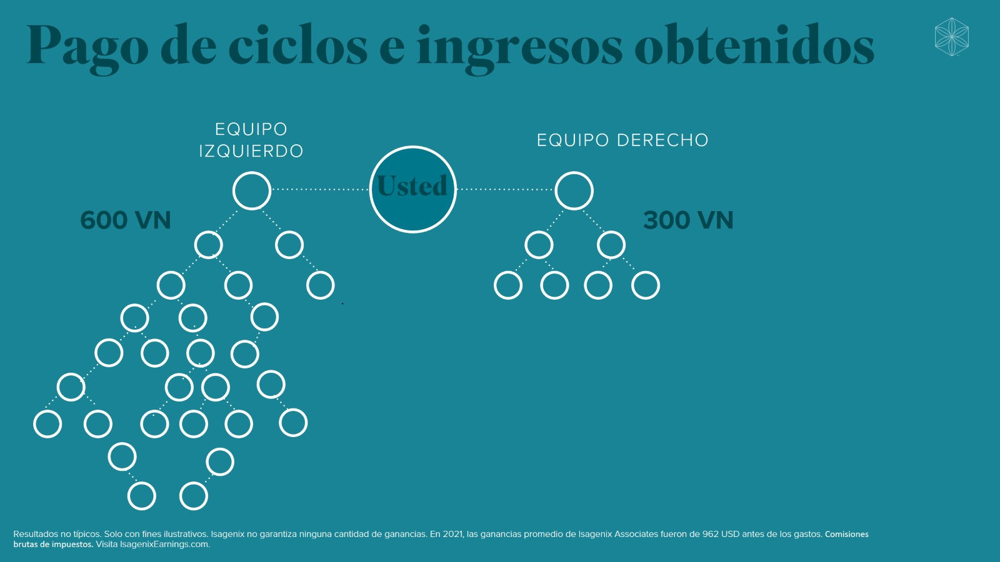 Pago de ciclos e ingresos obtenidos
EQUIPO
IZQUIERDO
EQUIPO DERECHO
Usted
600 VN
300 VN
Resultados no típicos. Solo con fines ilustrativos. Isagenix no garantiza ninguna cantidad de ganancias. En 2021, las ganancias promedio de Isagenix Associates fueron de 962 USD antes de los gastos. Comisiones
brutas de impuestos. Visita IsagenixEarnings.com.